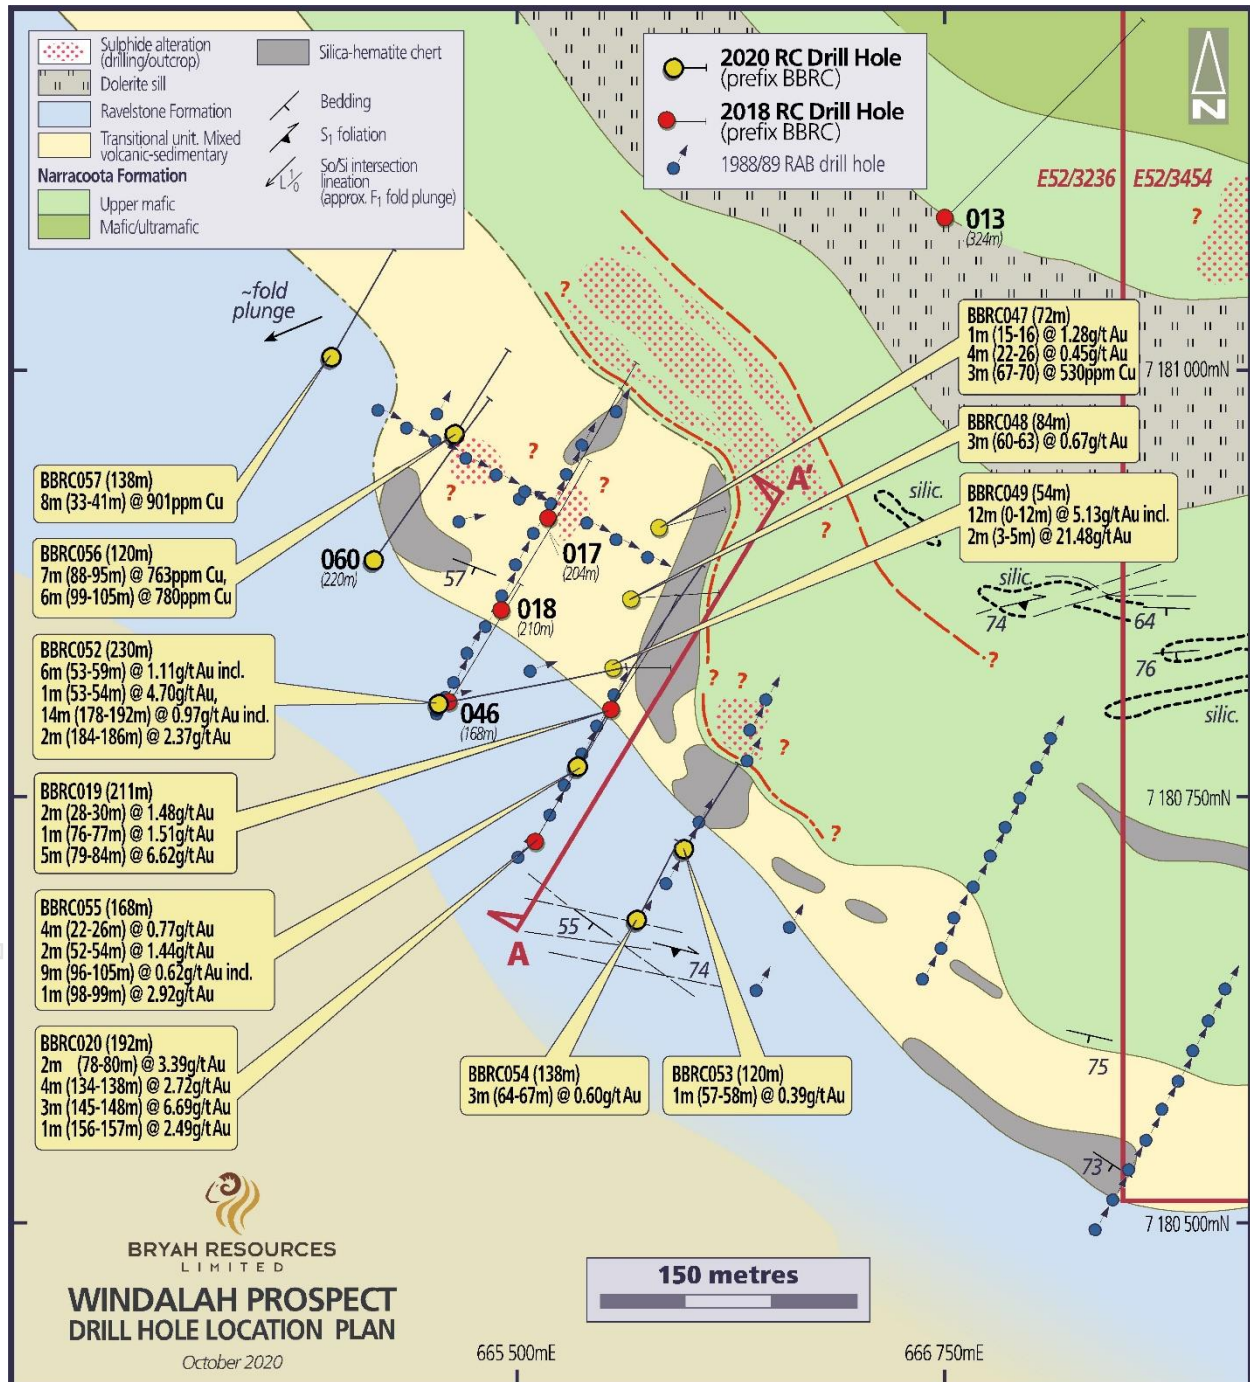 Sulphide alteration
(drilling/outcrop)
Dolerite sill
Ravelstone Formation
Transitional unit. Mixed
volcanic-sedimentary
Narracoota Formation
Upper mafic
Mafic/ultramafic
Silica-hematite chert
Bedding
S1 foliation
So/Si intersection
lineation
(approx. F1 fold plunge)
L 1/0
2020 RC Drill Hole
(prefix BBRC)
2018 RC Drill Hole
(prefix BBRC)
1988/89 RAB drill hole
N
E52/3236
E52/3454
?
013
(324m)
~fold
plunge
?
?
BBRC047 (72m)
1m (15-16) @ 1.28g/t Au
4m (22-26) @ 0.45g/t Au
3m (67-70) @ 530ppm Cu
7 181 000mN
BBRC048 (84m)
3m (60-63) @ 0.67g/t Au
BBRC057 (138m)
8m (33-41m) @ 901ppm Cu
?
?
?
A'
?
silic.
BBRC049 (54m)
12m (0-12m) @ 5.13g/t Au incl.
2m (3-5m) @ 21.48g/t Au
BBRC056 (120m)
7m (88-95m) @ 763ppm Cu,
6m (99-105m) @ 780ppm Cu
060
(220m)
57
017
(204m)
018
(210m)
silic.
74
64
76
silic.
?
BBRC052 (230m)
6m (53-59m) @ 1.11g/t Au incl.
1m (53-54m) @ 4.70g/t Au,
14m (178-192m) @ 0.97g/t Au incl.
2m (184-186m) @ 2.37g/t Au
046
(168m)
?
?
?
?
BBRC019 (211m)
2m (28-30m) @ 1.48g/t Au
1m (76-77m) @ 1.51g/t Au
5m (79-84m) @ 6.62g/t Au
7 180 750mN
BBRC055 (168m)
4m (22-26m) @ 0.77g/t Au
2m (52-54m) @ 1.44g/t Au
9m (96-105m) @ 0.62g/t Au incl.
1m (98-99m) @ 2.92g/t Au
55
A
74
BBRC020 (192m)
2m (78-80m) @ 3.39g/t Au
4m (134-138m) @ 2.72g/t Au
3m (145-148m) @ 6.69g/t Au
1m (156-157m) @ 2.49g/t Au
BBRC054 (138m)
3m (64-67m) @ 0.60g/t Au
BBRC053 (120m)
1m (57-58m) @ 0.39g/t Au
75
73
7 180 500mN
BRYAH RESOURCES
LIMITED
WINDALAH PROSPECT
DRILL HOLE LOCATION PLAN
October 2020
150 metres
665 500mE
666 750mE